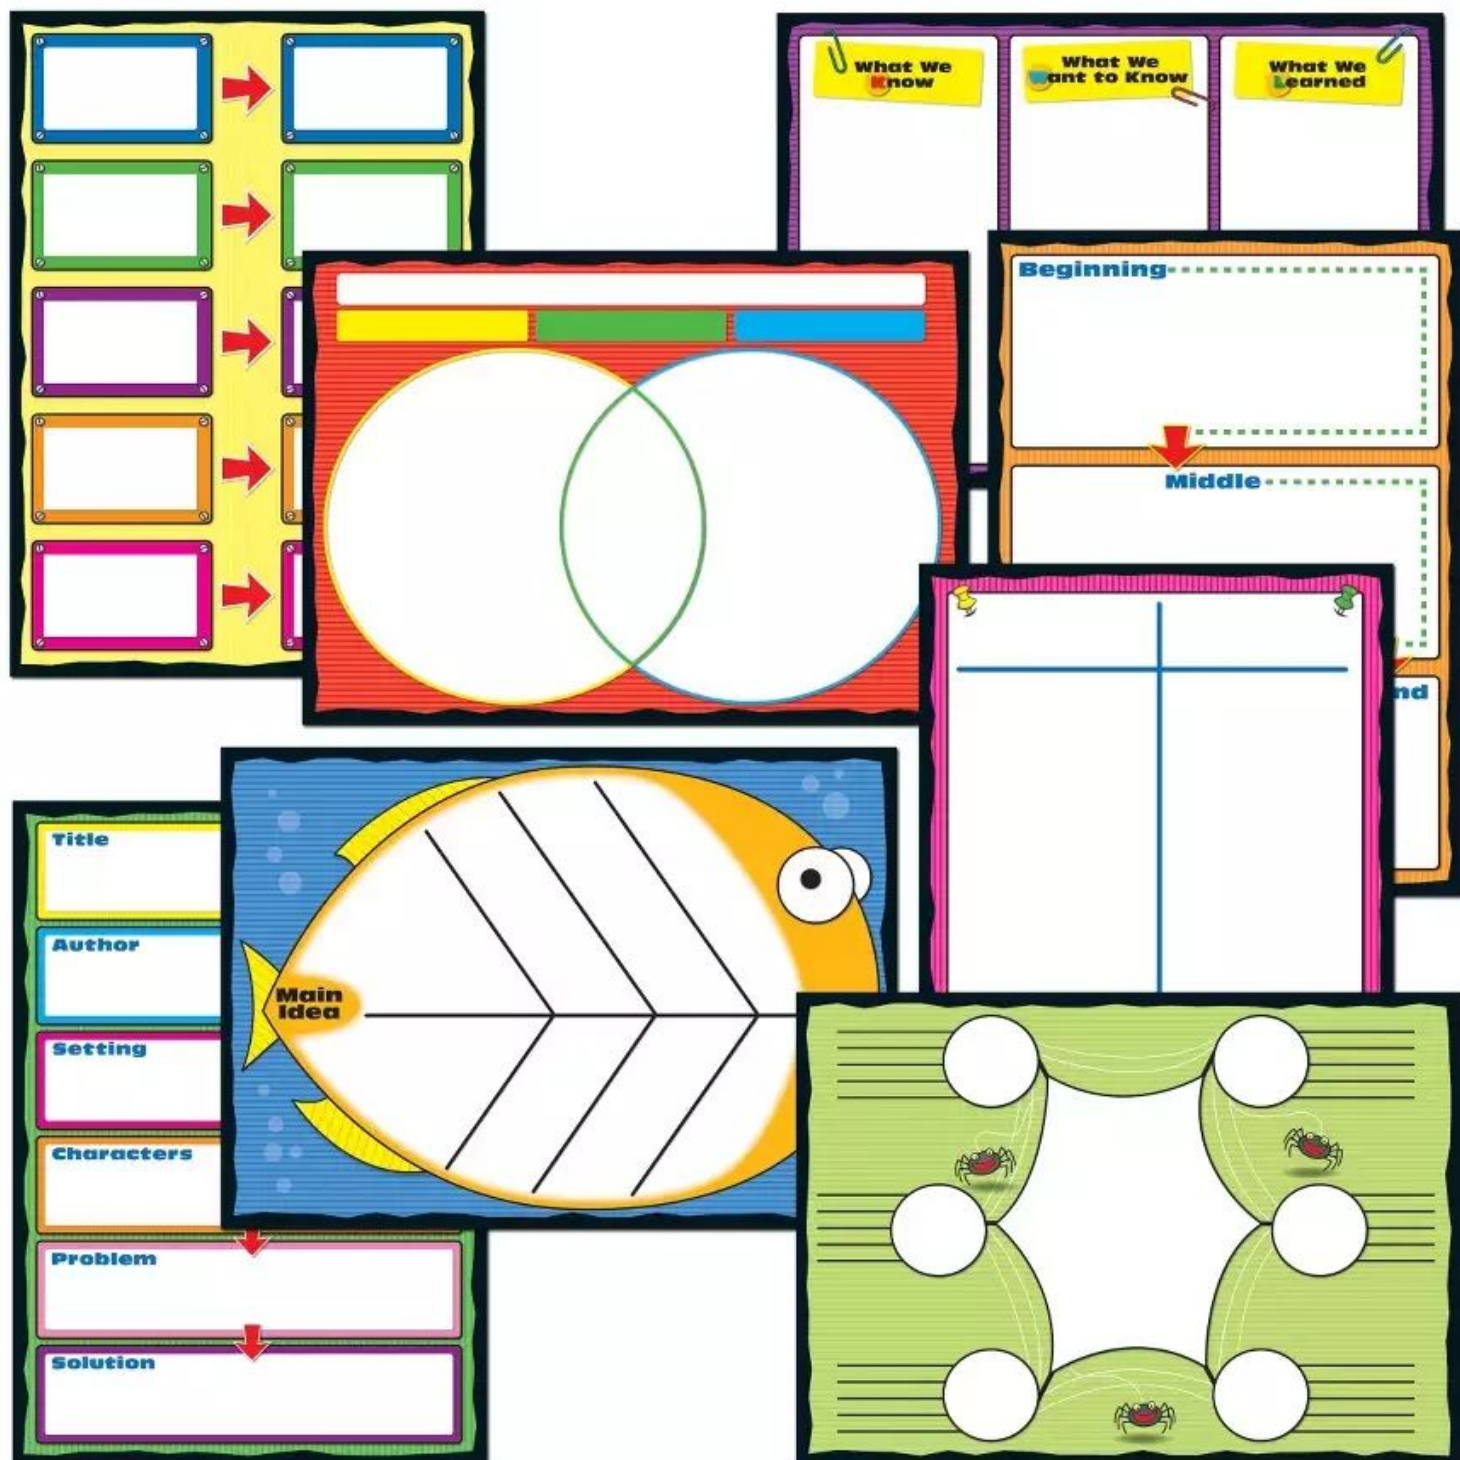 What We
Know
What We
Want to Know
What We
Learned
Beginning
Middle
nd
Title
Author
Setting
Characters
Problem
Solution
Main
Idea